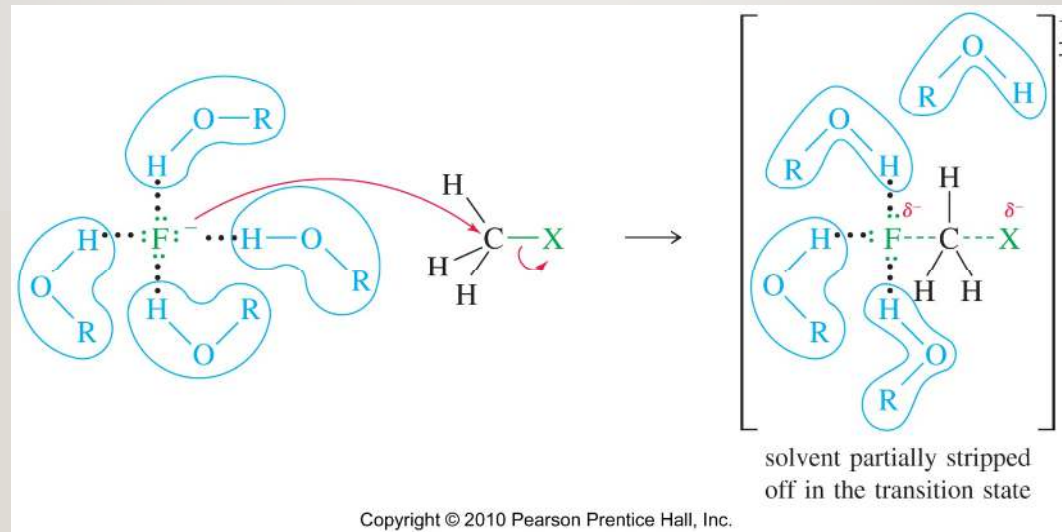 O—R
H
H
F
−
H—O
R
O
R
H
R
O
H
H
H
C—X
R
O
H
O
R
H
H
δ−
δ−
H
F
C
X
O
R
H
H
H
O
R
‡
solvent partially stripped
off in the transition state
Copyright © 2010 Pearson Prentice Hall, Inc.